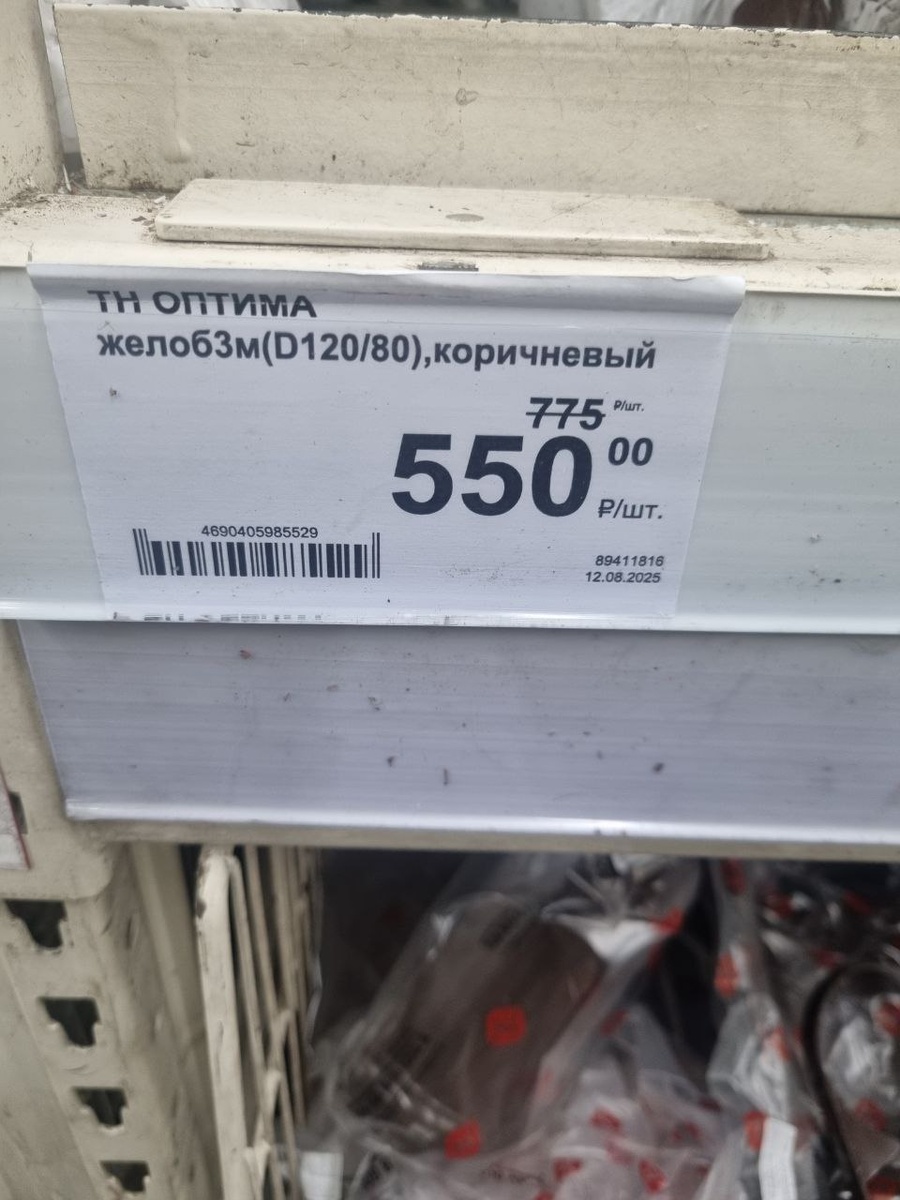 ТН ОПТИМА
желоб3м(D120/80),коричневый
775 ₽/шт.
550 00
₽/шт.
4690405985529
89411816
12.08.2025